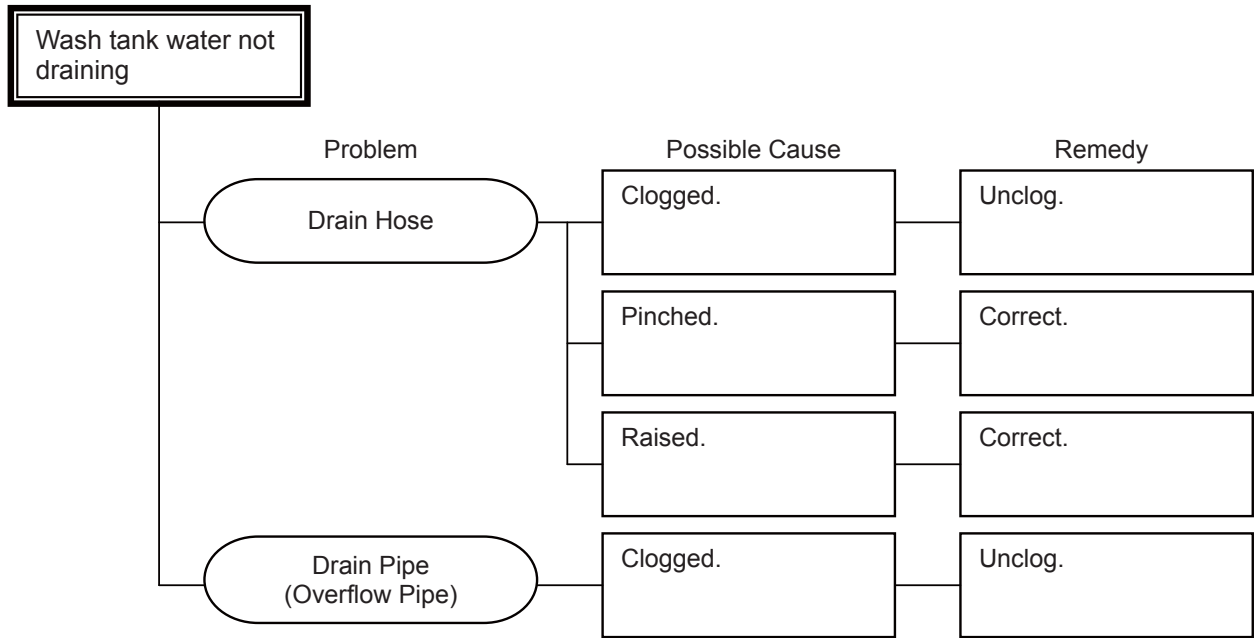 Wash tank water not
draining
Problem
Possible Cause
Remedy
Drain Hose
Clogged.
Unclog.
Pinched.
Correct.
Raised.
Correct.
Drain Pipe
(Overflow Pipe)
Clogged.
Unclog.